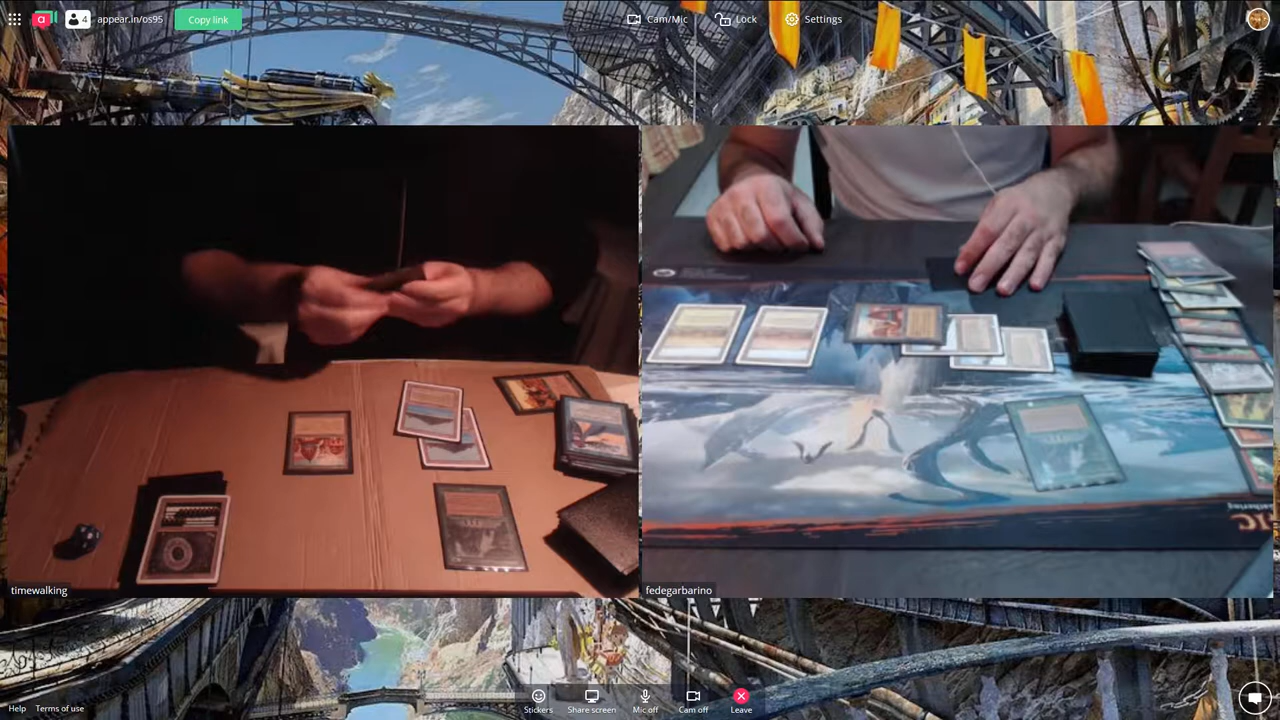 4
appear.in/os95
Copy link
Cam/Mic
Lock
Settings
timewalking
fedegarbarino
Help
Terms of use
Stickers
Share screen
Mic off
Cam off
Leave